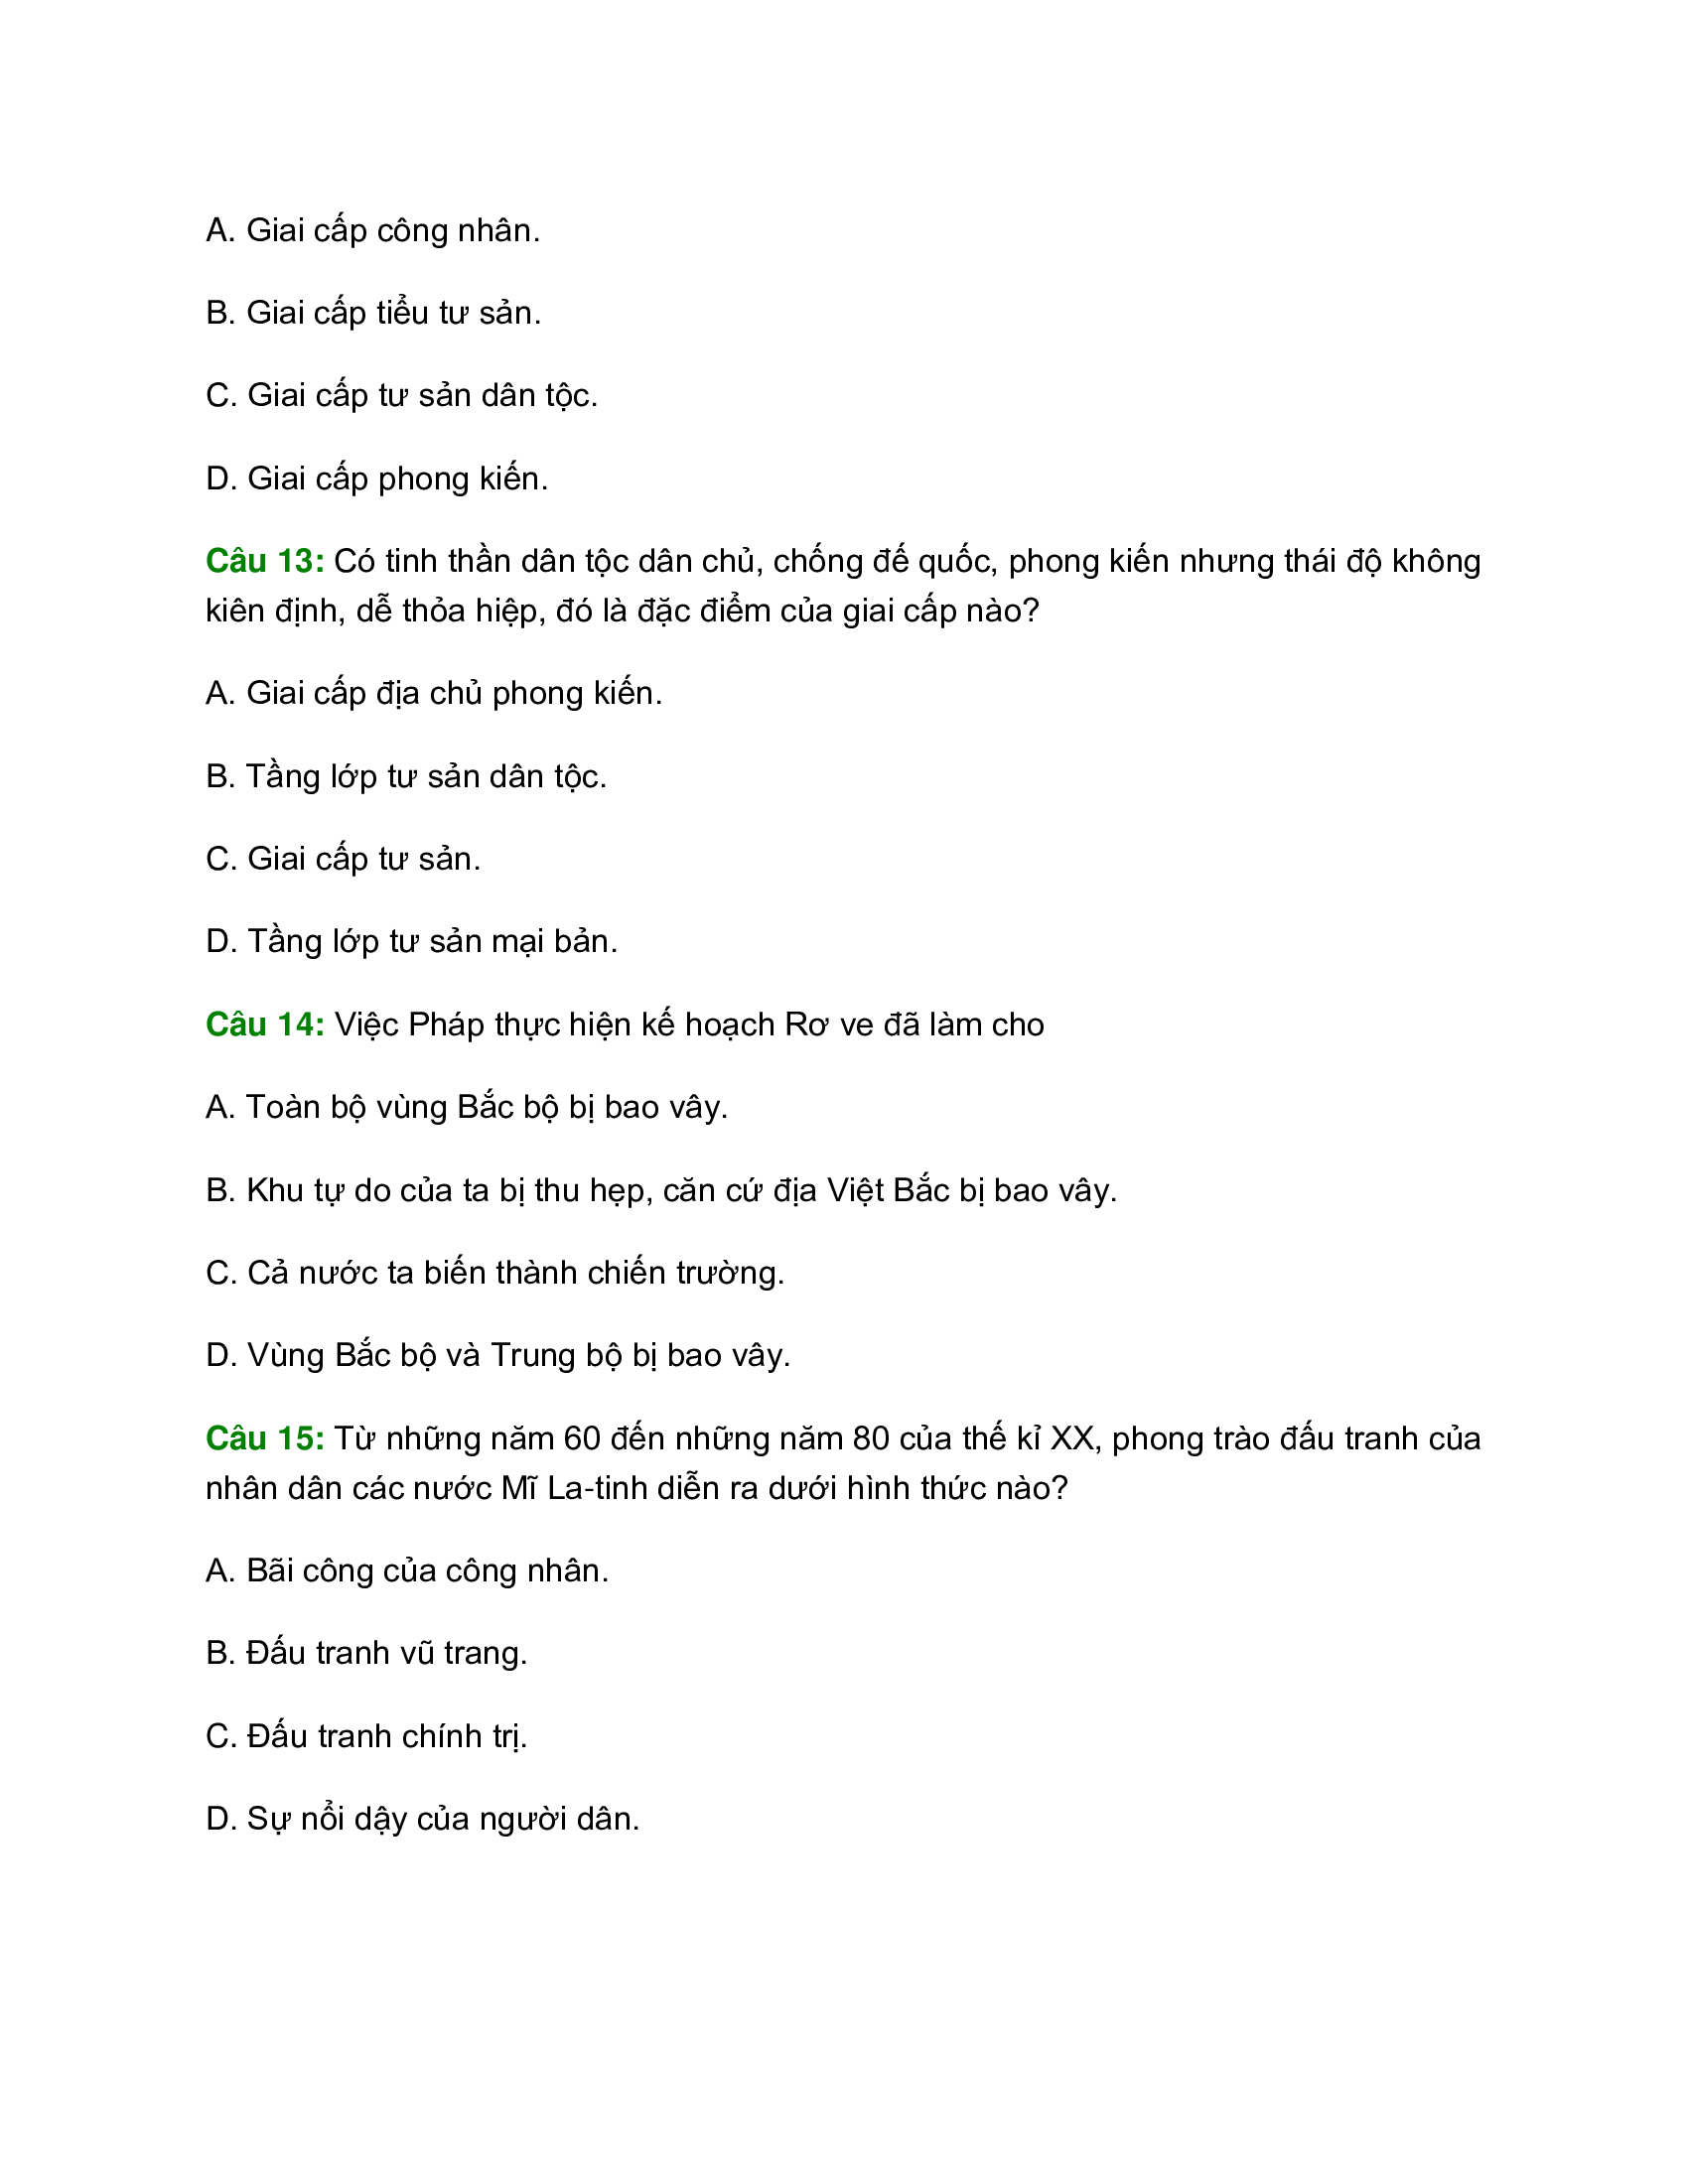 A. Giai cấp công nhân.
B. Giai cấp tiểu tư sản.
C. Giai cấp tư sản dân tộc.
D. Giai cấp phong kiến.
Câu 13: Có tinh thần dân tộc dân chủ, chống đế quốc, phong kiến nhưng thái độ không
kiên định, dễ thỏa hiệp, đó là đặc điểm của giai cấp nào?
A. Giai cấp địa chủ phong kiến.
B. Tầng lớp tư sản dân tộc.
C. Giai cấp tư sản.
D. Tầng lớp tư sản mại bản.
Câu 14: Việc Pháp thực hiện kế hoạch Rơ ve đã làm cho
A. Toàn bộ vùng Bắc bộ bị bao vây.
B. Khu tự do của ta bị thu hẹp, căn cứ địa Việt Bắc bị bao vây.
C. Cả nước ta biến thành chiến trường.
D. Vùng Bắc bộ và Trung bộ bị bao vây.
Câu 15: Từ những năm 60 đến những năm 80 của thế kỉ XX, phong trào đấu tranh của
nhân dân các nước Mĩ La-tinh diễn ra dưới hình thức nào?
A. Bãi công của công nhân.
B. Đấu tranh vũ trang.
C. Đấu tranh chính trị.
D. Sự nổi dậy của người dân.